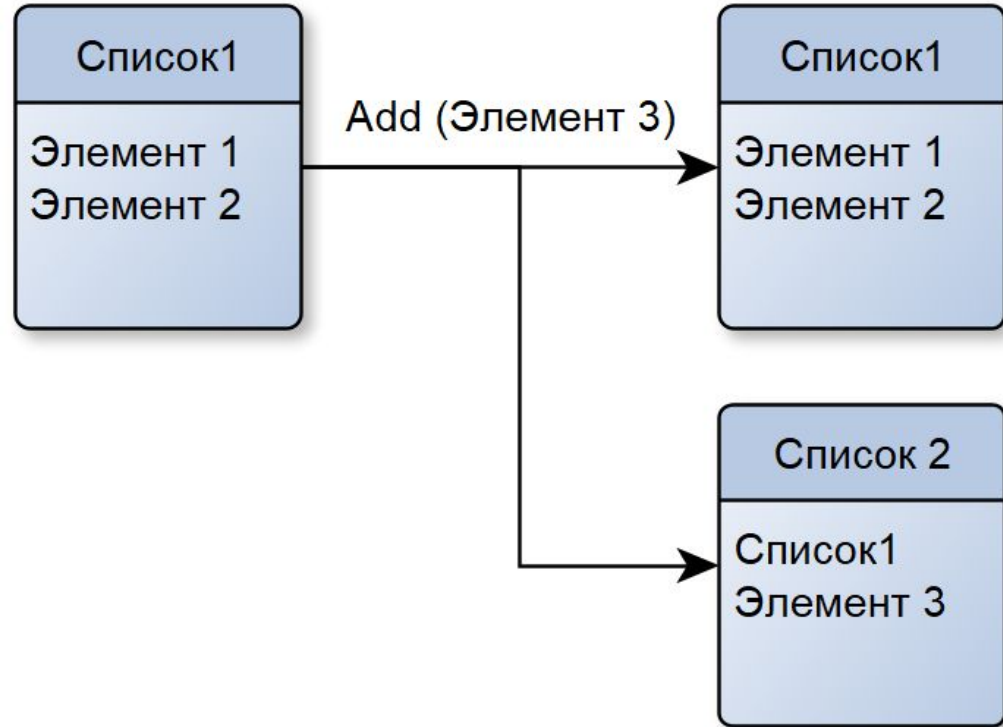 Список1
Элемент 1
Элемент 2
Add (Элемент 3)
Список1
Элемент 1
Элемент 2
Список 2
Список1
Элемент 3